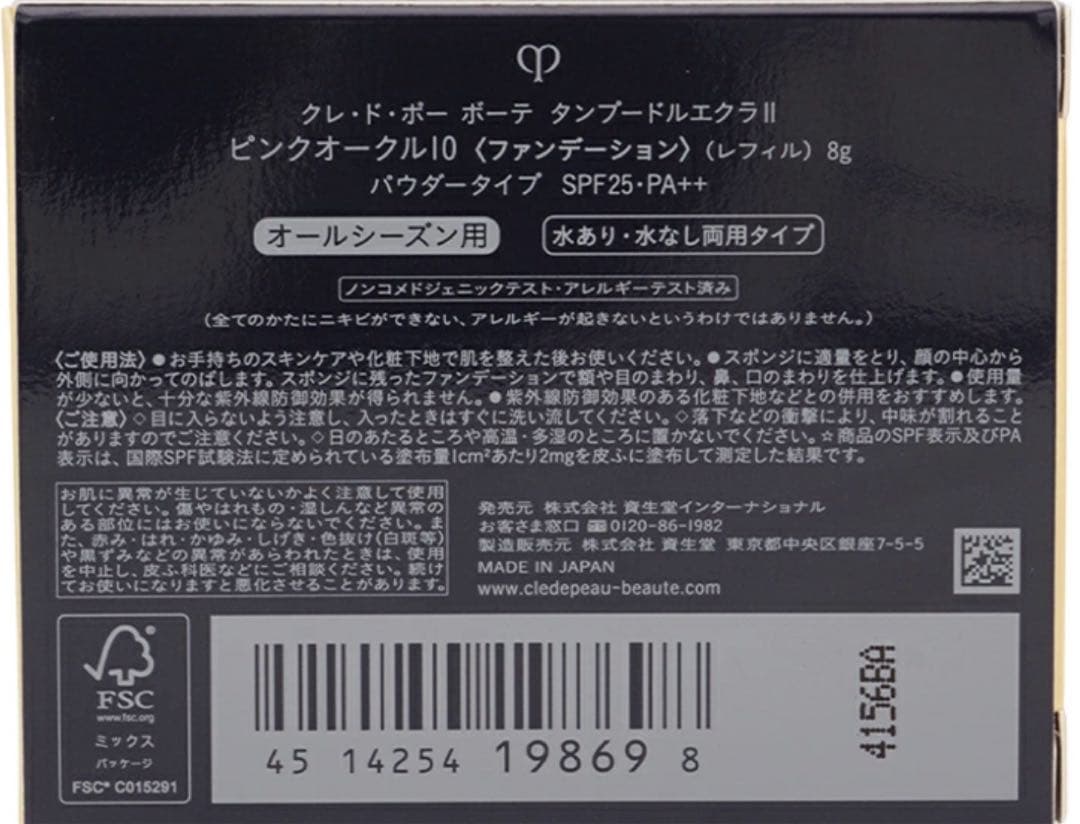 クレ・ド・ポー ボーテ タンプードルエクラⅡ
ピンクオークル10〈ファンデーション〉(レフィル) 8g
パウダータイプ SPF25・PA++
オールシーズン用
水あり・水なし両用タイプ
ノンコメドジェニックテスト・アレルギーテスト済み
(全てのかたにニキビができない、アレルギーが起きないというわけではありません。)
〈ご使用法〉●お手持ちのスキンケアや化粧下地で肌を整えた後お使いください。●スポンジに適量をとり、顔の中心から
外側に向かってのばします。スポンジに残ったファンデーションで額や目のまわり、鼻、口のまわりを仕上げます。●使用量
が少ないと、十分な紫外線防御効果が得られません。●紫外線防御効果のある化粧下地などとの併用をおすすめします。
〈ご注意〉◇目に入らないよう注意し、入ったときはすぐに洗い流してください。◇落下などの衝撃により、中味が割れること
がありますのでご注意ください。◇日のあたるところや高温・多湿のところに置かないでください。☆商品のSPF表示及びPA
表示は、国際SPF試験法に定められている塗布量1cm²あたり2mgを皮ふに塗布して測定した結果です。
お肌に異常が生じていないかよく注意して使用
してください。傷やはれもの・湿しんなど異常の
ある部位にはお使いにならないでください。ま
た、赤み・はれ・かゆみ・しげき・色抜け(白斑等)
や黒ずみなどの異常があらわれたときは、使用
を中止し、皮ふ科医などにご相談ください。続け
てお使いになりますと悪化させることがあります。
発売元 株式会社 資生堂インターナショナル
お客さま窓口 0120-86-1982
製造販売元 株式会社 資生堂 東京都中央区銀座7-5-5
MADE IN JAPAN
www.cledepeau-beaute.com
FSC
www.fsc.org
ミックス
パッケージ
FSC® C015291
45 14254 19869 8
4156BA